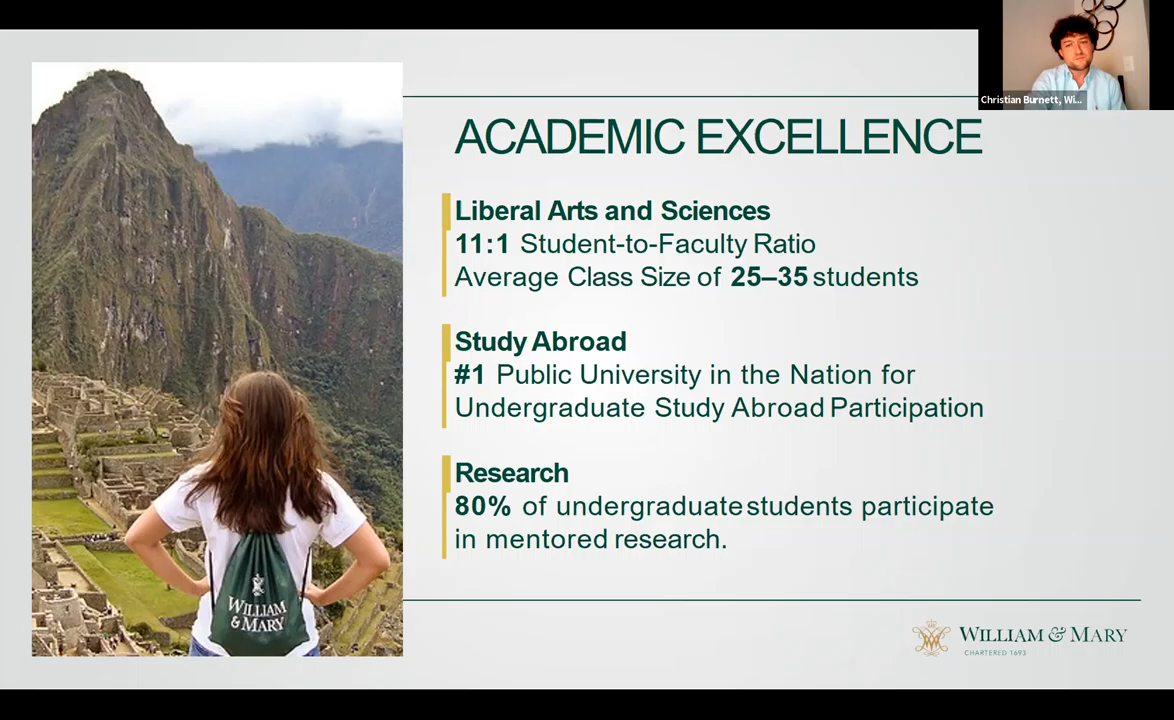 Christian Burnett, Wi...
ACADEMIC EXCELLENCE
Liberal Arts and Sciences
11:1 Student-to-Faculty Ratio
Average Class Size of 25–35 students
Study Abroad
#1 Public University in the Nation for
Undergraduate Study Abroad Participation
Research
80% of undergraduate students participate
in mentored research.
WILLIAM
& MARY
WILLIAM & MARY
CHARTERED 1693